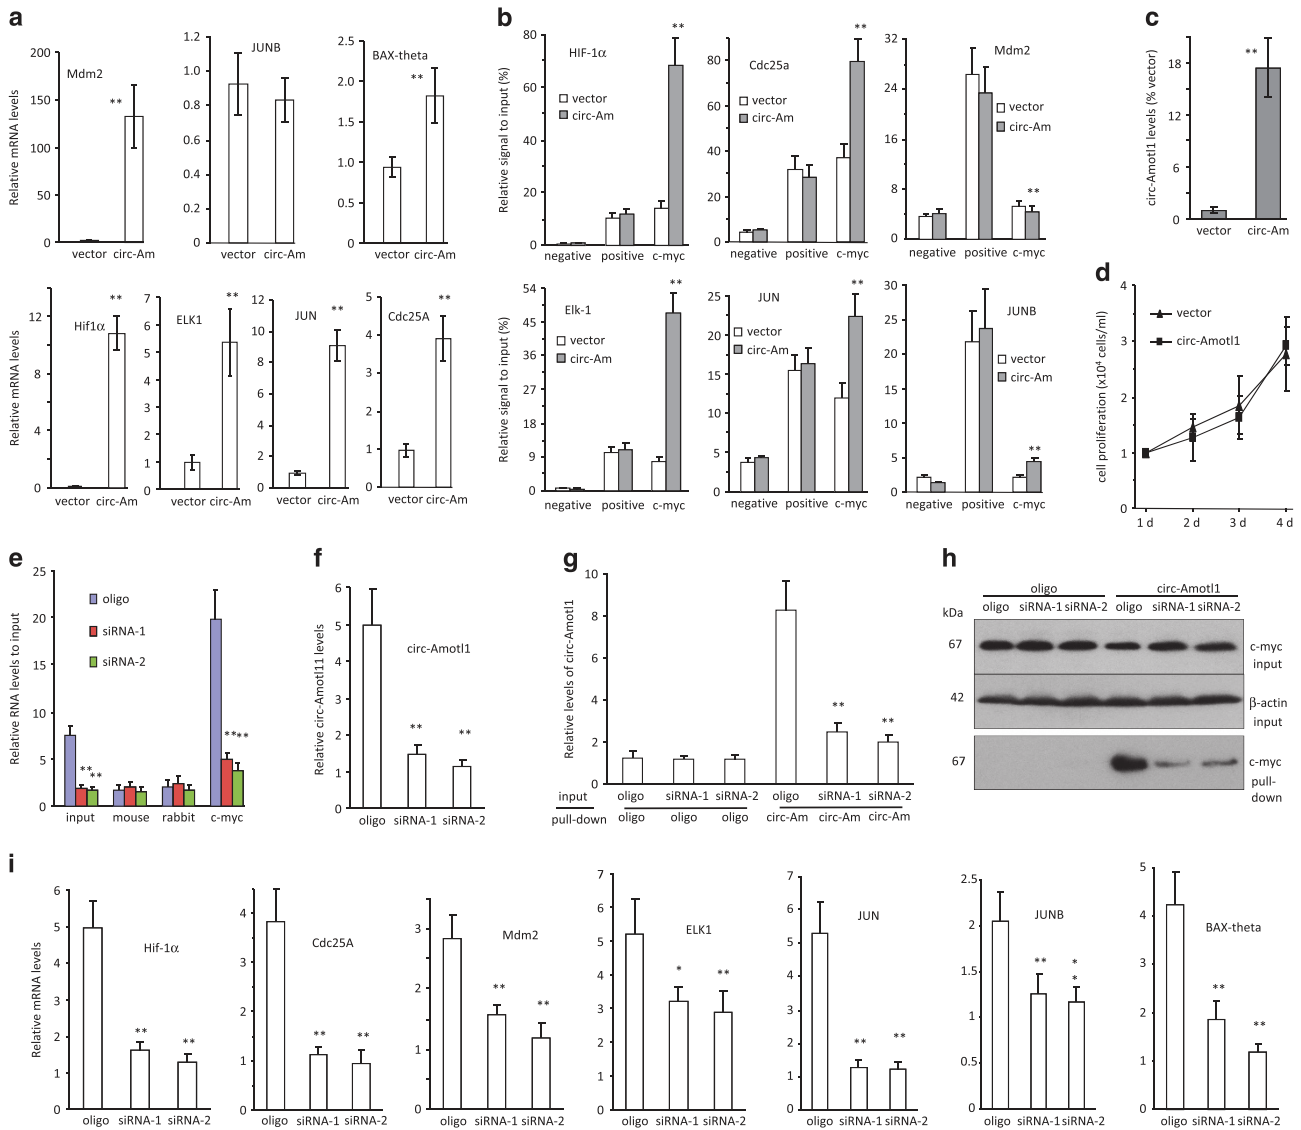 a
Relative mRNA levels
200
150
100
50
0
Mdm2
**
vector circ-Am
1.2
1.0
0.8
0.6
0.4
0.2
0
JUNB
vector circ-Am
2.5
2.0
1.5
1.0
0.5
0
BAX-theta
**
vector circ-Am
Relative mRNA levels
12
10
8
6
4
2
0
Hif1α
**
vector circ-Am
7
6
5
4
3
2
1
0
ELK1
**
vector circ-Am
12
10
8
6
4
2
0
JUN
**
vector circ-Am
5
4
3
2
1
0
Cdc25A
**
vector circ-Am
b
Relative signal to input (%)
80
70
60
50
40
30
20
10
0
HIF-1α
vector
circ-Am
**
negative positive c-myc
80
60
40
20
0
Cdc25a
vector
circ-Am
**
negative positive c-myc
32
24
16
8
4
0
Mdm2
vector
circ-Am
**
negative positive c-myc
Relative signal to input (%)
54
45
36
27
18
9
0
Elk-1
vector
circ-Am
**
negative positive c-myc
25
20
15
10
5
0
JUN
vector
circ-Am
**
negative positive c-myc
35
30
25
20
15
10
5
0
JUNB
vector
circ-Am
**
negative positive c-myc
c
circ-Amotl1 levels (% vector)
18
15
12
9
6
3
0
**
vector circ-Am
d
cell proliferation (x10⁴ cells/ml)
4
3
2
1
0
vector
circ-Amotl1
1 d 2 d 3 d 4 d
e
Relative RNA levels to input
25
20
15
10
5
0
oligo
siRNA-1
siRNA-2
**
**
****
input mouse rabbit c-myc
f
Relative circ-Amotl11 levels
6
5
4
3
2
1
0
circ-Amotl1
** **
oligo siRNA-1 siRNA-2
g
Relative levels of circ-Amotl1
10
8
6
4
2
0
** **
input oligo siRNA-1 siRNA-2 oligo siRNA-1 siRNA-2
pull-down oligo oligo oligo circ-Am circ-Am circ-Am
h
oligo circ-Amotl1
kDa oligo siRNA-1 siRNA-2 oligo siRNA-1 siRNA-2
67 c-myc
input
42 β-actin
input
67 c-myc
pull-
down
i
Relative mRNA levels
6
5
4
3
2
1
0
Hif-1α
** **
oligo siRNA-1 siRNA-2
4
3
2
1
0
Cdc25A
** **
oligo siRNA-1 siRNA-2
3
2
2
1
1
0
Mdm2
** **
oligo siRNA-1 siRNA-2
7
6
5
4
3
2
1
0
ELK1
* **
oligo siRNA-1 siRNA-2
7
6
5
4
3
2
1
0
JUN
** **
oligo siRNA-1 siRNA-2
2.5
2
1.5
1
0.5
0
JUNB
** *
*
oligo siRNA-1 siRNA-2
5
4
3
2
1
0
BAX-theta
** **
oligo siRNA-1 siRNA-2